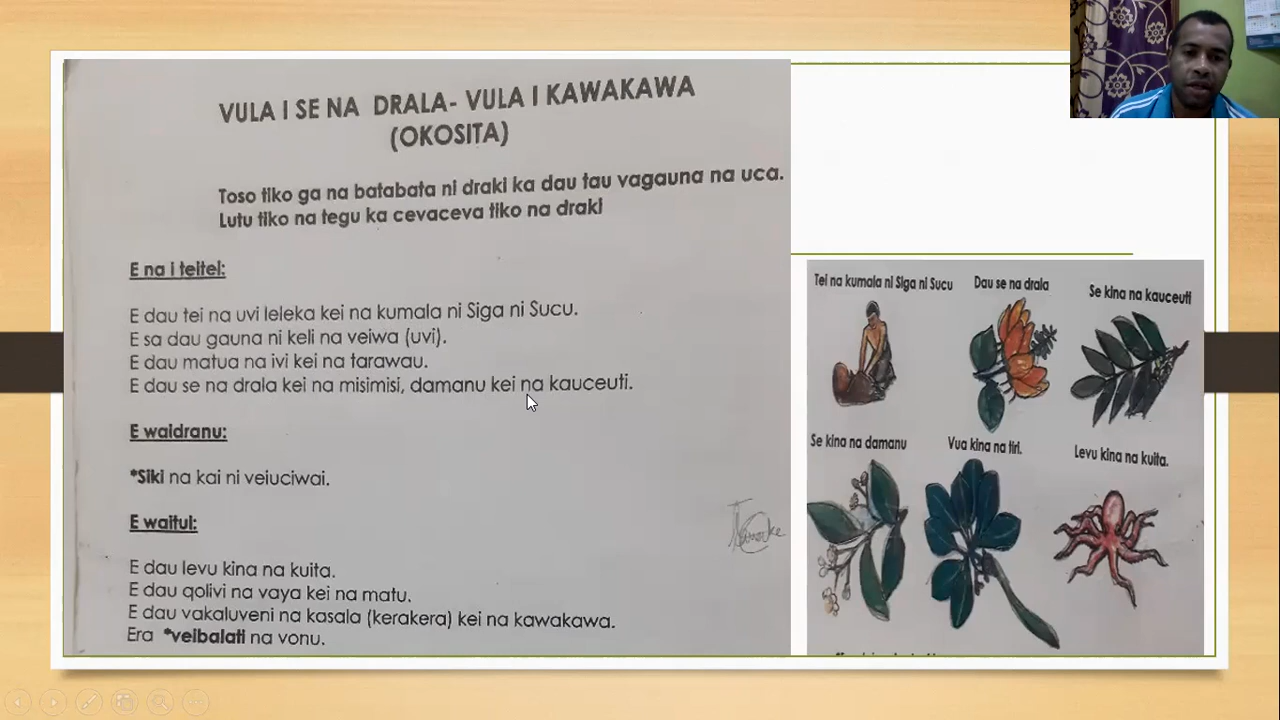 VULA I SE NA DRALA- VULA I KAWAKAWA
(OKOSITA)
Toso tiko ga na batabata ni draki ka dau tau vagauna na uca.
Lutu tiko na tegu ka cevaceva tiko na draki
E na i teitei:
E dau tei na uvi leleka kei na kumala ni Siga ni Sucu.
E sa dau gauna ni keli na veiwa (uvi).
E dau matua na ivi kei na tarawau.
E dau se na drala kei na misimisi, damanu kei na kauceuti.
E waidranu:
*Siki na kai ni veiuciwai.
E waitui:
E dau levu kina na kuita.
E dau qolivi na vaya kei na matu.
E dau vakaluveni na kasala (kerakera) kei na kawakawa.
Era *veibalati na vonu.
Tei na kumala ni Siga ni Sucu
Dau se na drala
Se kina na kauceuti
Se kina na damanu
Vua kina na tiri.
Levu kina na kuita.